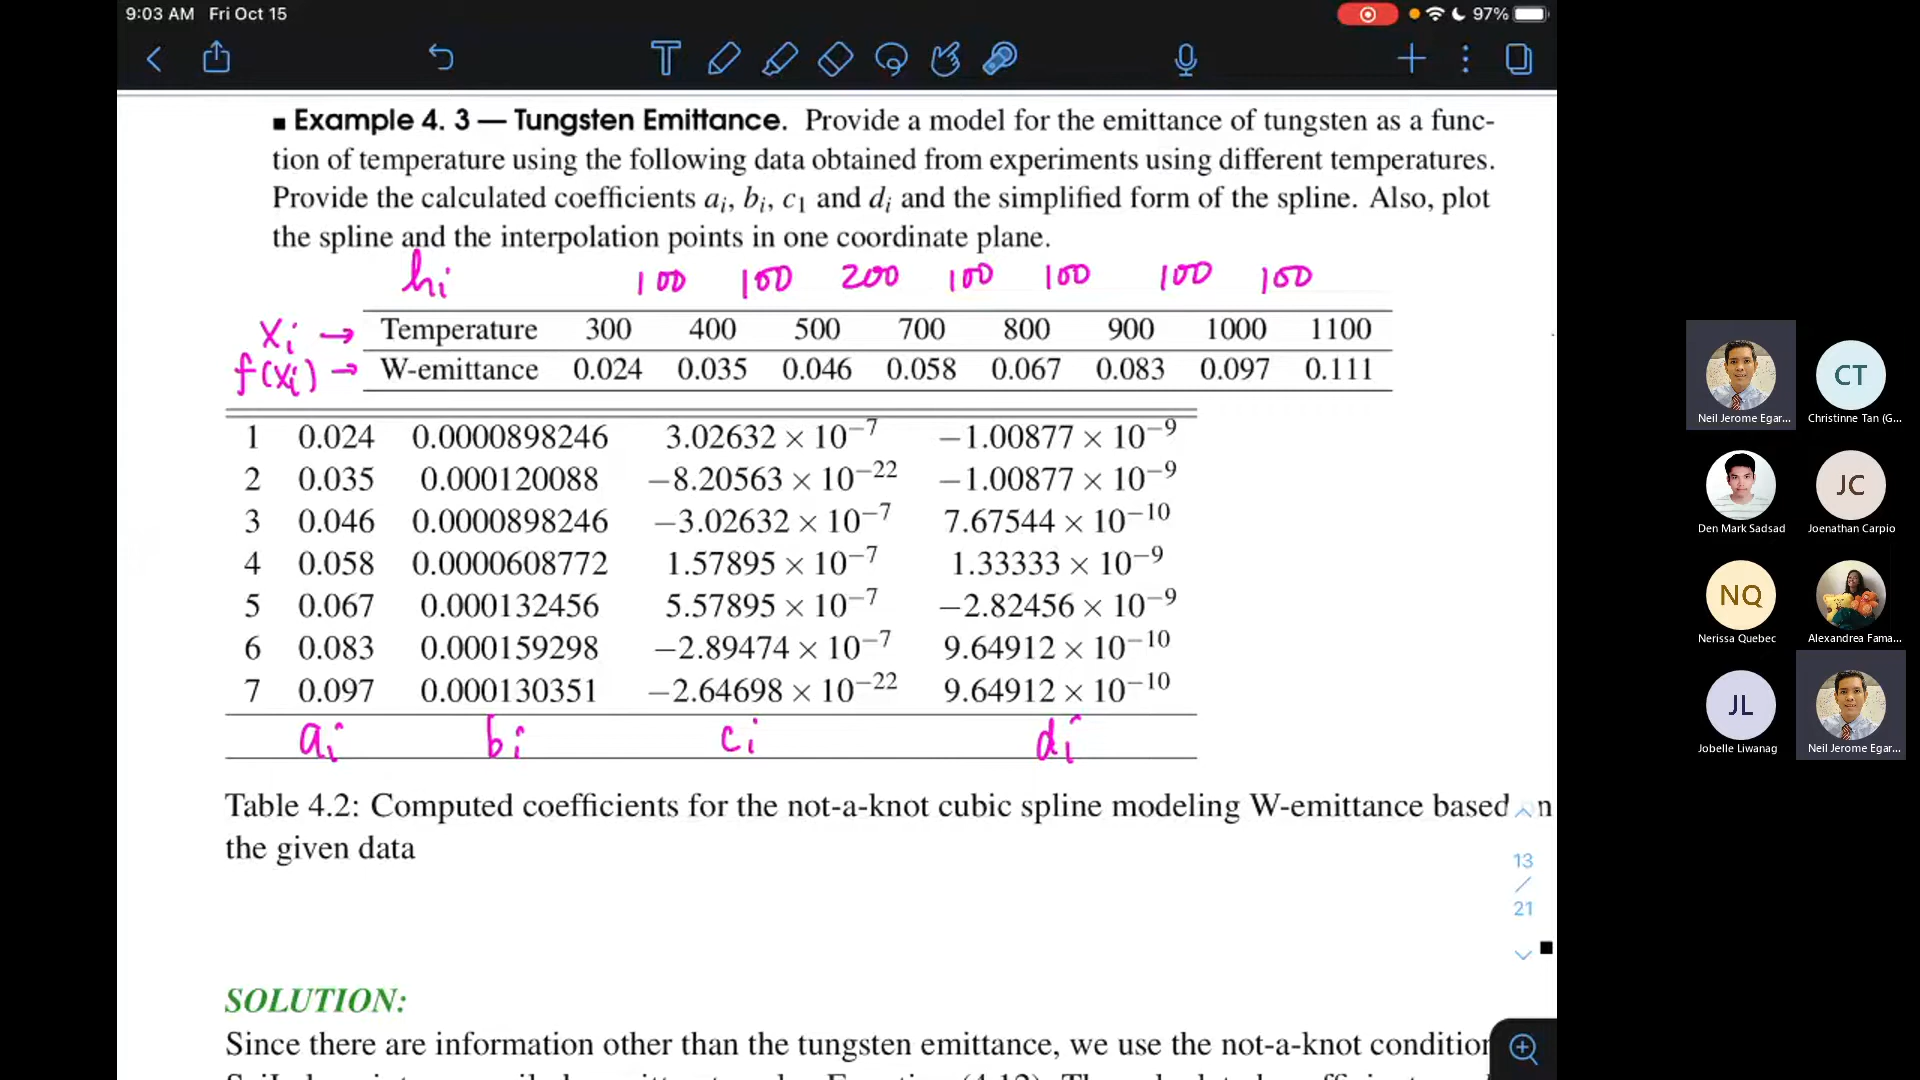 9:03 AM Fri Oct 15
97%
■ Example 4. 3 — Tungsten Emittance. Provide a model for the emittance of tungsten as a func-
tion of temperature using the following data obtained from experiments using different temperatures.
Provide the calculated coefficients aᵢ, bᵢ, c₁ and dᵢ and the simplified form of the spline. Also, plot
the spline and the interpolation points in one coordinate plane.
hᵢ 100 100 200 100 100 100 100
xᵢ → Temperature 300 400 500 700 800 900 1000 1100
f(xᵢ) → W-emittance 0.024 0.035 0.046 0.058 0.067 0.083 0.097 0.111
1 0.024 0.0000898246 3.02632 × 10⁻⁷ −1.00877 × 10⁻⁹
2 0.035 0.000120088 −8.20563 × 10⁻²² −1.00877 × 10⁻⁹
3 0.046 0.0000898246 −3.02632 × 10⁻⁷ 7.67544 × 10⁻¹⁰
4 0.058 0.0000608772 1.57895 × 10⁻⁷ 1.33333 × 10⁻⁹
5 0.067 0.000132456 5.57895 × 10⁻⁷ −2.82456 × 10⁻⁹
6 0.083 0.000159298 −2.89474 × 10⁻⁷ 9.64912 × 10⁻¹⁰
7 0.097 0.000130351 −2.64698 × 10⁻²² 9.64912 × 10⁻¹⁰
aᵢ bᵢ cᵢ dᵢ
Table 4.2: Computed coefficients for the not-a-knot cubic spline modeling W-emittance based n
the given data
13
/
21
SOLUTION:
Since there are information other than the tungsten emittance, we use the not-a-knot condition
Neil Jerome Egar...
CT
Christinne Tan (G...
Den Mark Sadsad
JC
Joenathan Carpio
NQ
Nerissa Quebec
Alexandrea Fama...
JL
Jobelle Liwanag
Neil Jerome Egar...